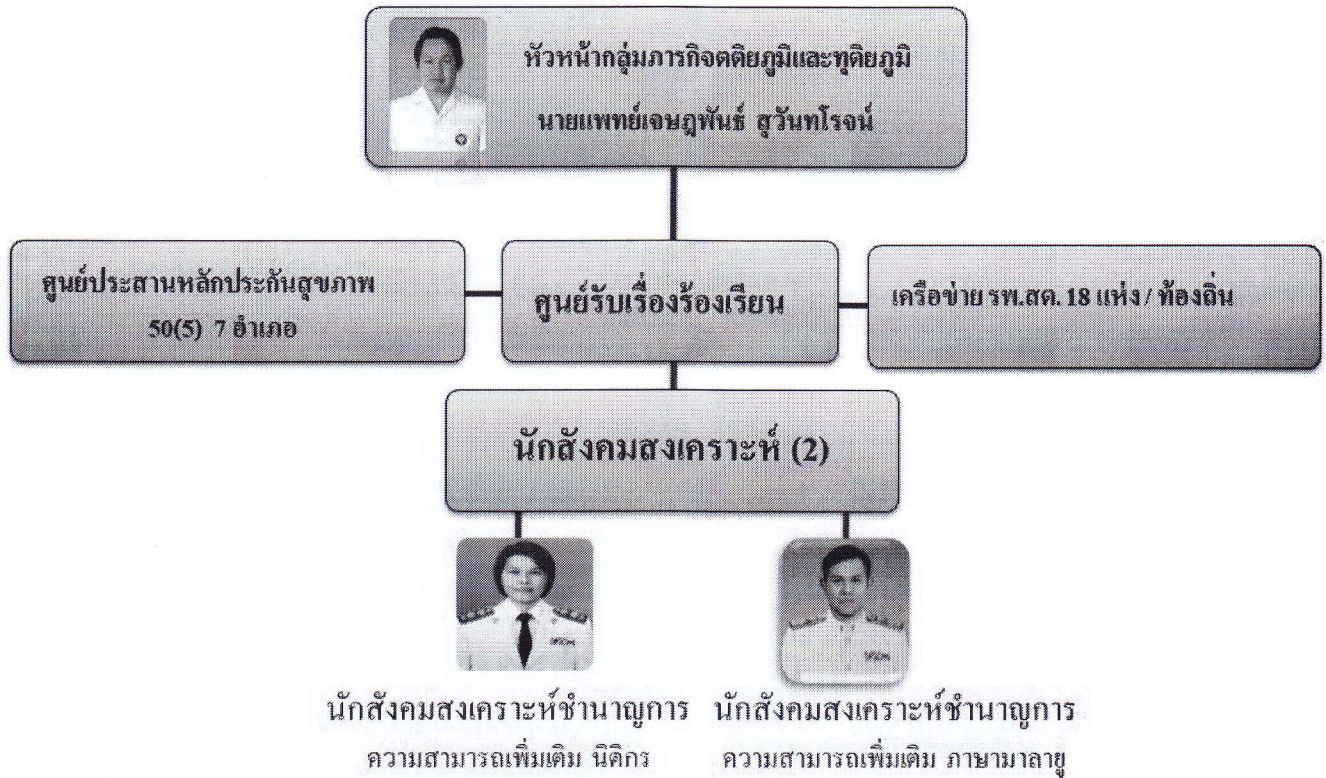 หัวหน้ากลุ่มภารกิจตติยภูมิและทุติยภูมิ
นายแพทย์เจษฎพันธ์ สุวันทโรจน์
ศูนย์ประสานหลักประกันสุขภาพ
50(5) 7 อำเภอ
ศูนย์รับเรื่องร้องเรียน
เครือข่าย รพ.สต. 18 แห่ง / ท้องถิ่น
นักสังคมสงเคราะห์ (2)
นักสังคมสงเคราะห์ชำนาญการ
ความสามารถเพิ่มเติม นิติกร
นักสังคมสงเคราะห์ชำนาญการ
ความสามารถเพิ่มเติม ภาษามาลายู